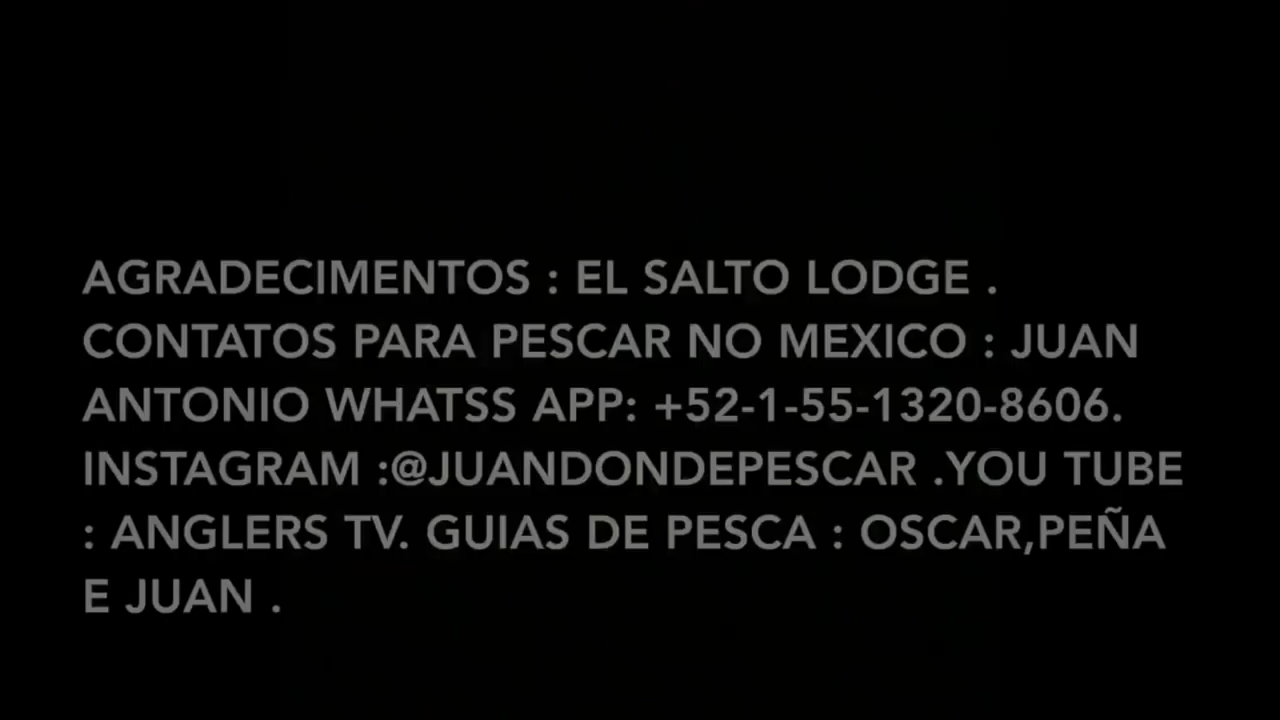 AGRADECIMENTOS : EL SALTO LODGE .
CONTATOS PARA PESCAR NO MEXICO : JUAN
ANTONIO WHATSS APP: +52-1-55-1320-8606.
INSTAGRAM :@JUANDONDEPESCAR .YOU TUBE
: ANGLERS TV. GUIAS DE PESCA : OSCAR,PEÑA
E JUAN .